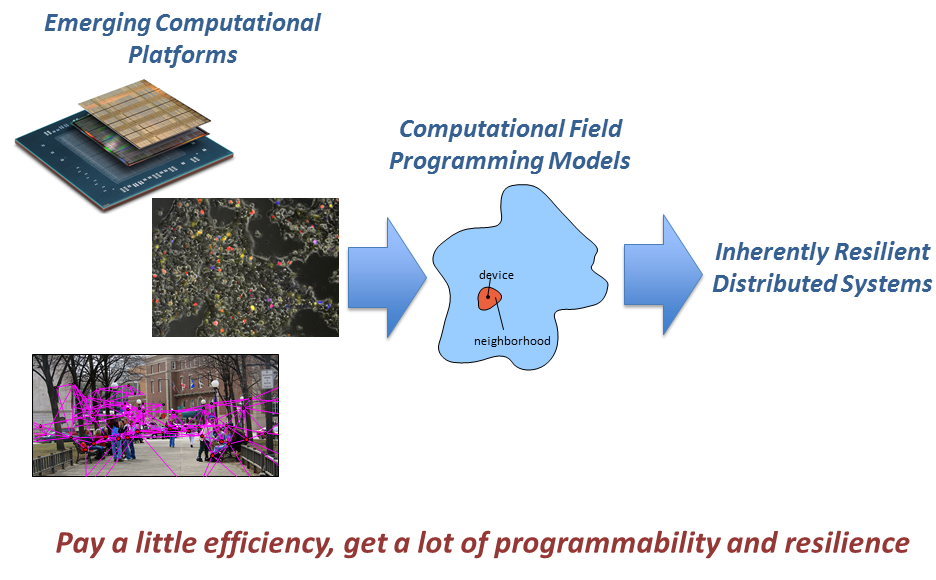 Emerging Computational
Platforms
Computational Field
Programming Models
device
neighborhood
Inherently Resilient
Distributed Systems
Pay a little efficiency, get a lot of programmability and resilience